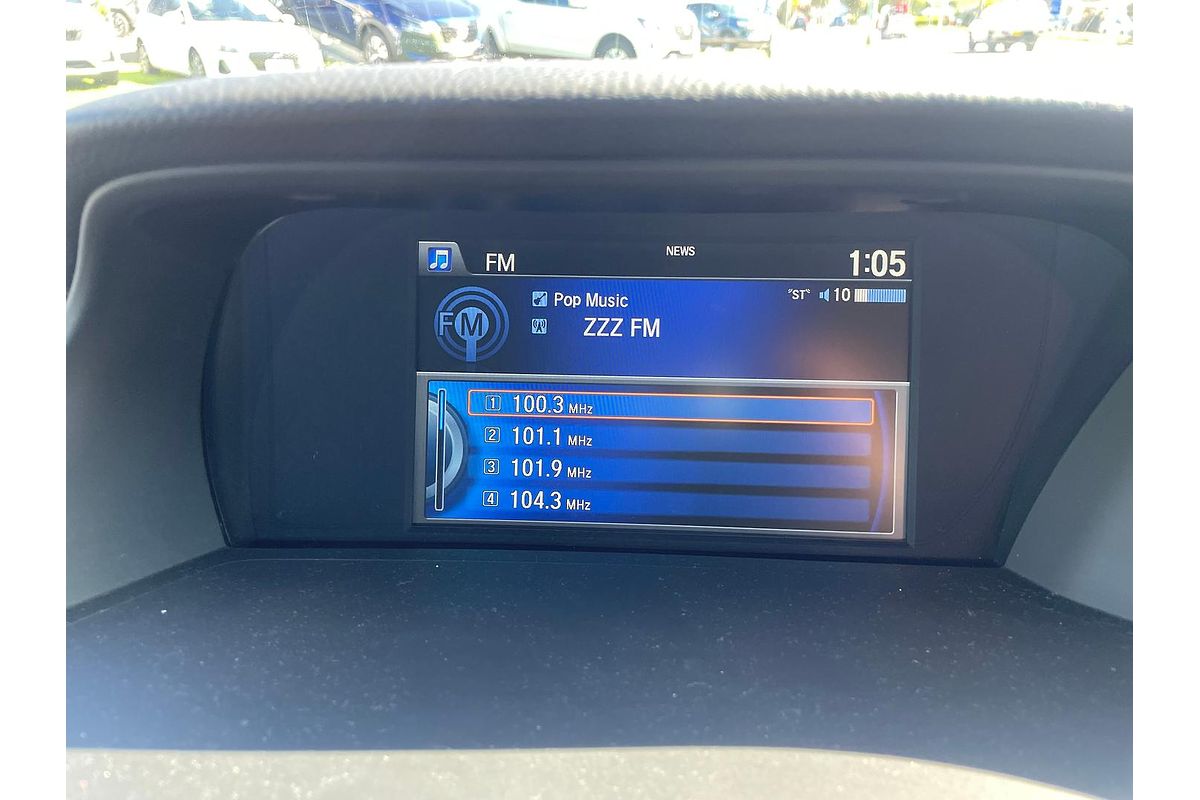 FM NEWS 1:05
Pop Music "ST" 10
FM ZZZ FM
1 100.3 MHz
2 101.1 MHz
3 101.9 MHz
4 104.3 MHz